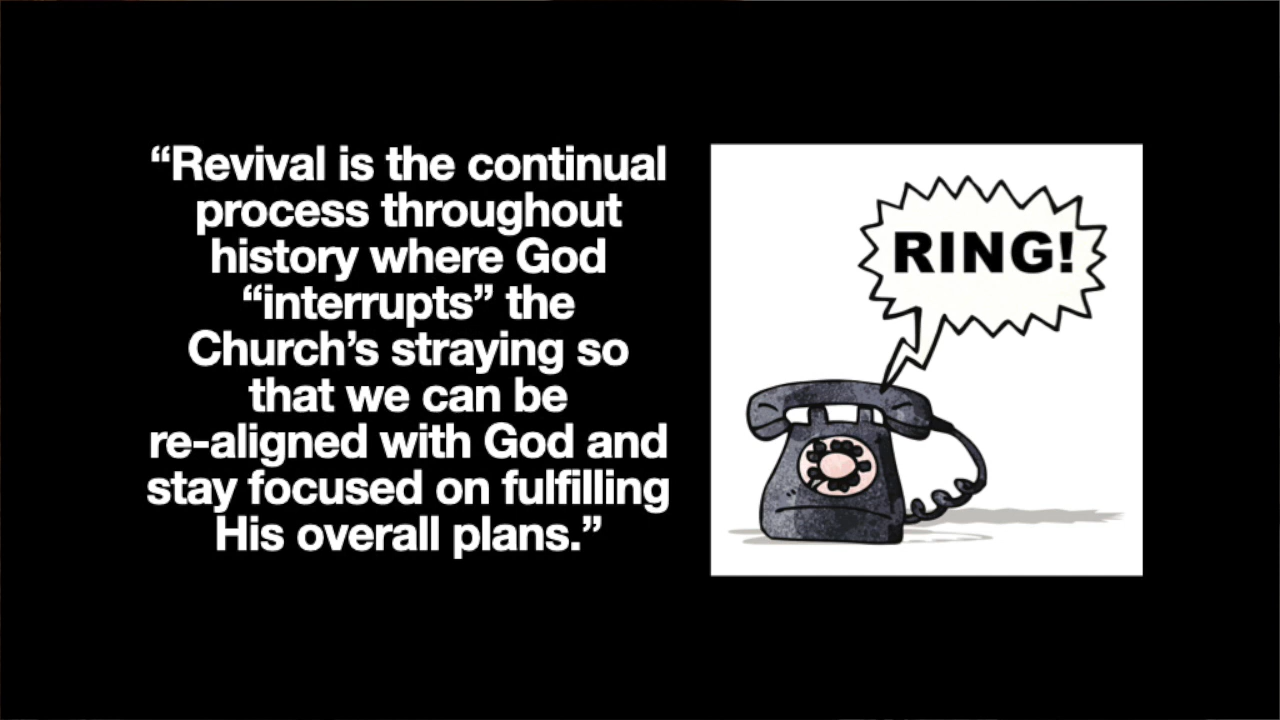 “Revival is the continual
process throughout
history where God
“interrupts” the
Church’s straying so
that we can be
re-aligned with God and
stay focused on fulfilling
His overall plans.”
RING!